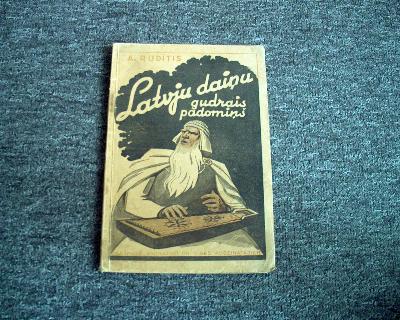 A. RUDITIS
Latvju daiņu
gudrais
padomiņš